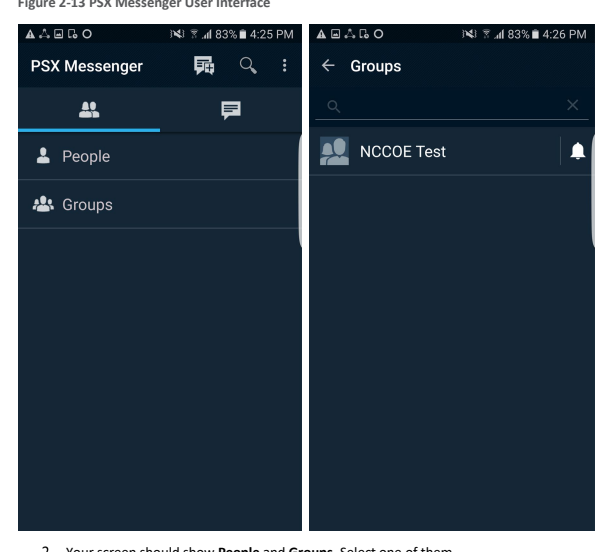 Figure 2-13 PSX Messenger User Interface
83% 4:25 PM
PSX Messenger
People
Groups
83% 4:26 PM
Groups
NCCOE Test
2. Your screen should show People and Groups. Select one of them.